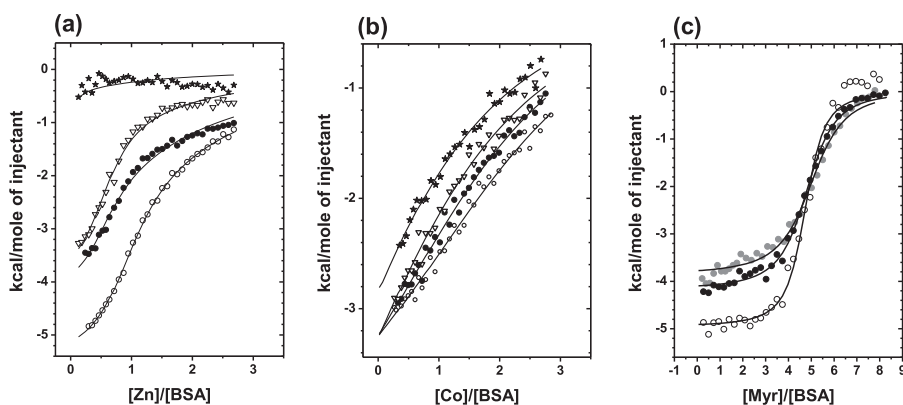 (a)
kcal/mole of injectant
0
-1
-2
-3
-4
-5
0 1 2 3
[Zn]/[BSA]
(b)
kcal/mole of injectant
-1
-2
-3
0 1 2 3
[Co]/[BSA]
(c)
kcal/mole of injectant
1
0
-1
-2
-3
-4
-5
-1 0 1 2 3 4 5 6 7 8 9
[Myr]/[BSA]